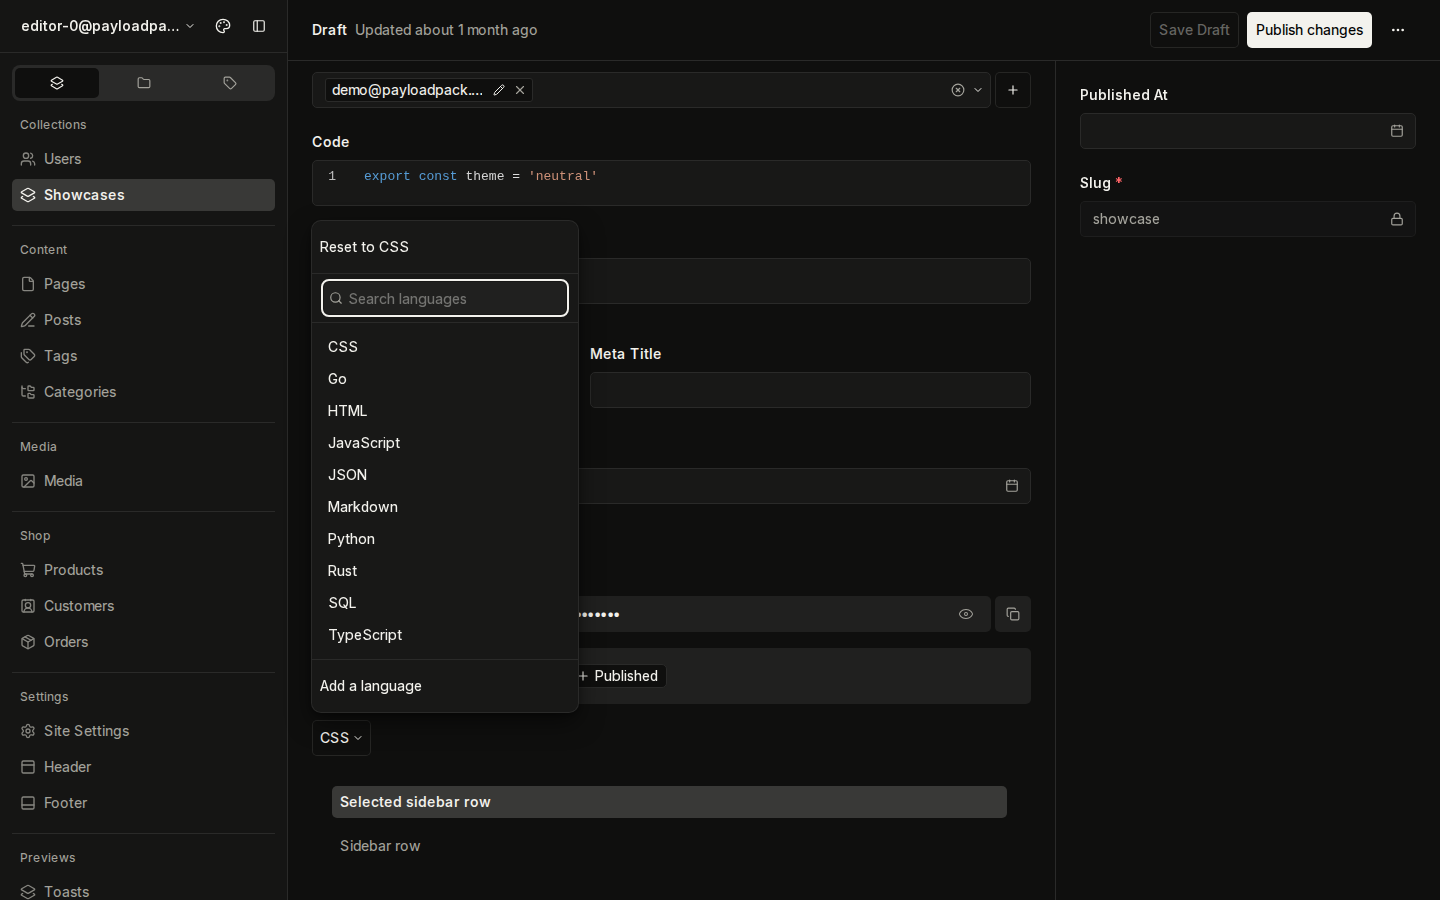 editor-0@payloadpa...
Draft Updated about 1 month ago
Save Draft
Publish changes
Collections
Users
Showcases
Content
Pages
Posts
Tags
Categories
Media
Media
Shop
Products
Customers
Orders
Settings
Site Settings
Header
Footer
Previews
Toasts
demo@payloadpack....
Code
1 export const theme = 'neutral'
Reset to CSS
Search languages
CSS
Go
HTML
JavaScript
JSON
Markdown
Python
Rust
SQL
TypeScript
Add a language
Meta Title
Published
CSS
Selected sidebar row
Sidebar row
Published At
Slug *
showcase